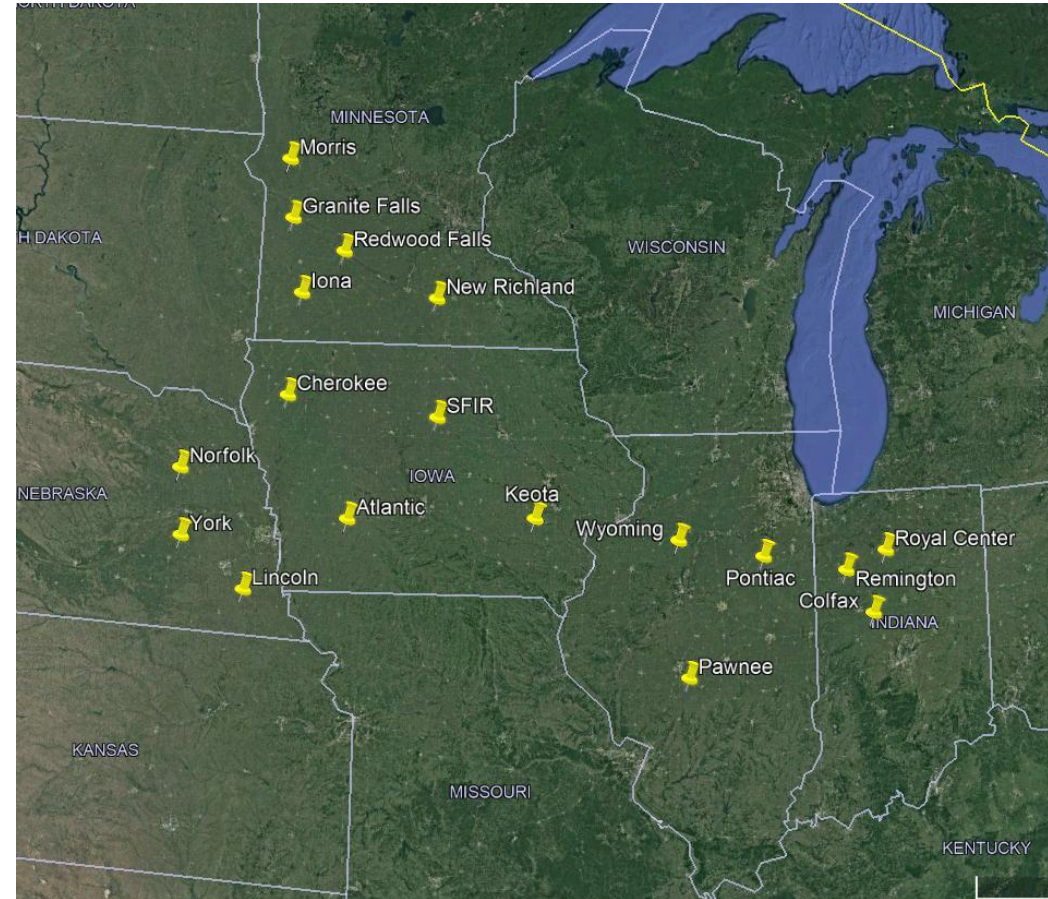 MINNESOTA
Morris
Granite Falls
H DAKOTA
Redwood Falls
WISCONSIN
Iona
New Richland
MICHIGAN
Cherokee
SFIR
Norfolk
IOWA
NEBRASKA
Keota
Atlantic
York
Wyoming
Royal Center
Lincoln
Pontiac
Remington
Colfax
INDIANA
Pawnee
KANSAS
MISSOURI
KENTUCKY